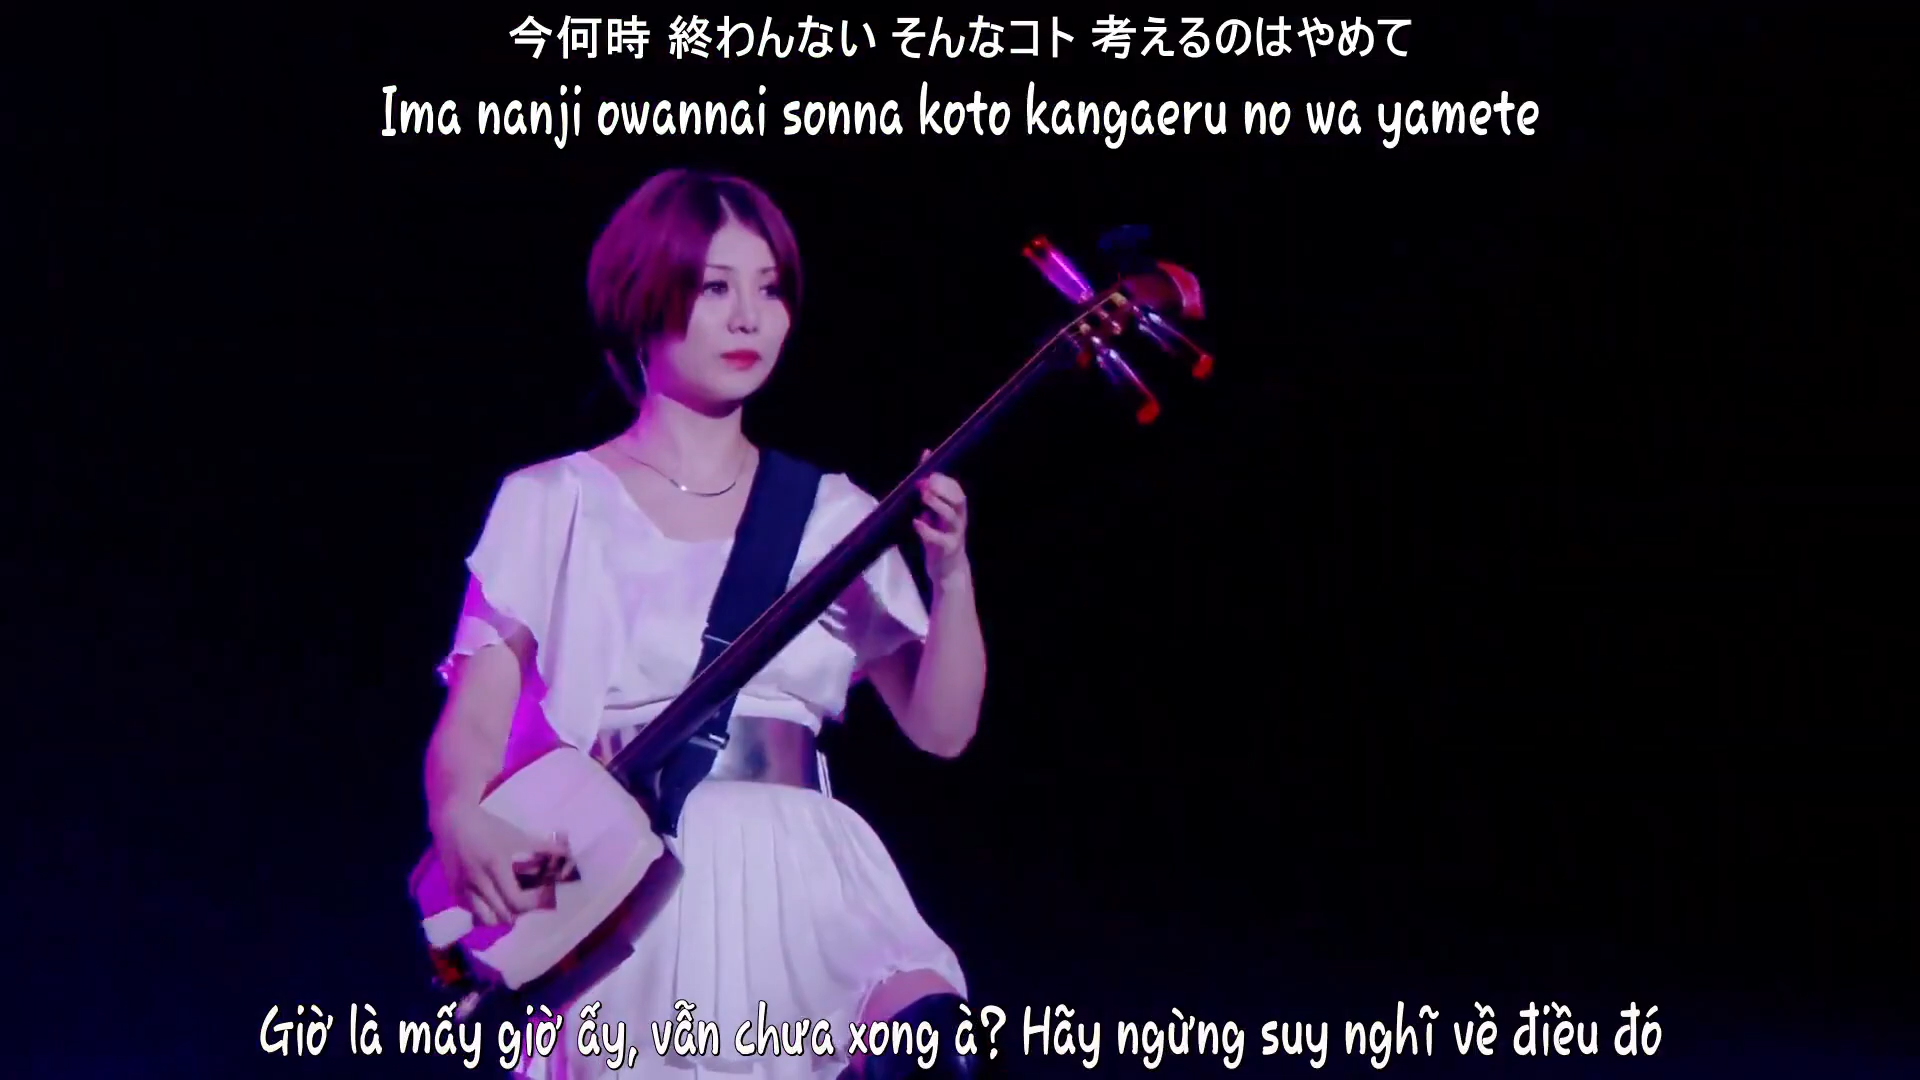 今何時 終わんない そんなコト 考えるのはやめて
Ima nanji owannai sonna koto kangaeru no wa yamete
Giờ là mấy giờ ấy, vẫn chưa xong à? Hãy ngừng suy nghĩ về điều đó